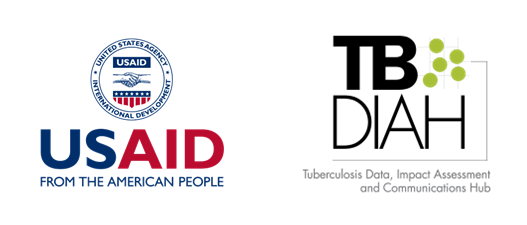 UNITED STATES AGENCY
USAID
INTERNATIONAL DEVELOPMENT
USAID
FROM THE AMERICAN PEOPLE
TB
DIAH
Tuberculosis Data, Impact Assessment
and Communications Hub